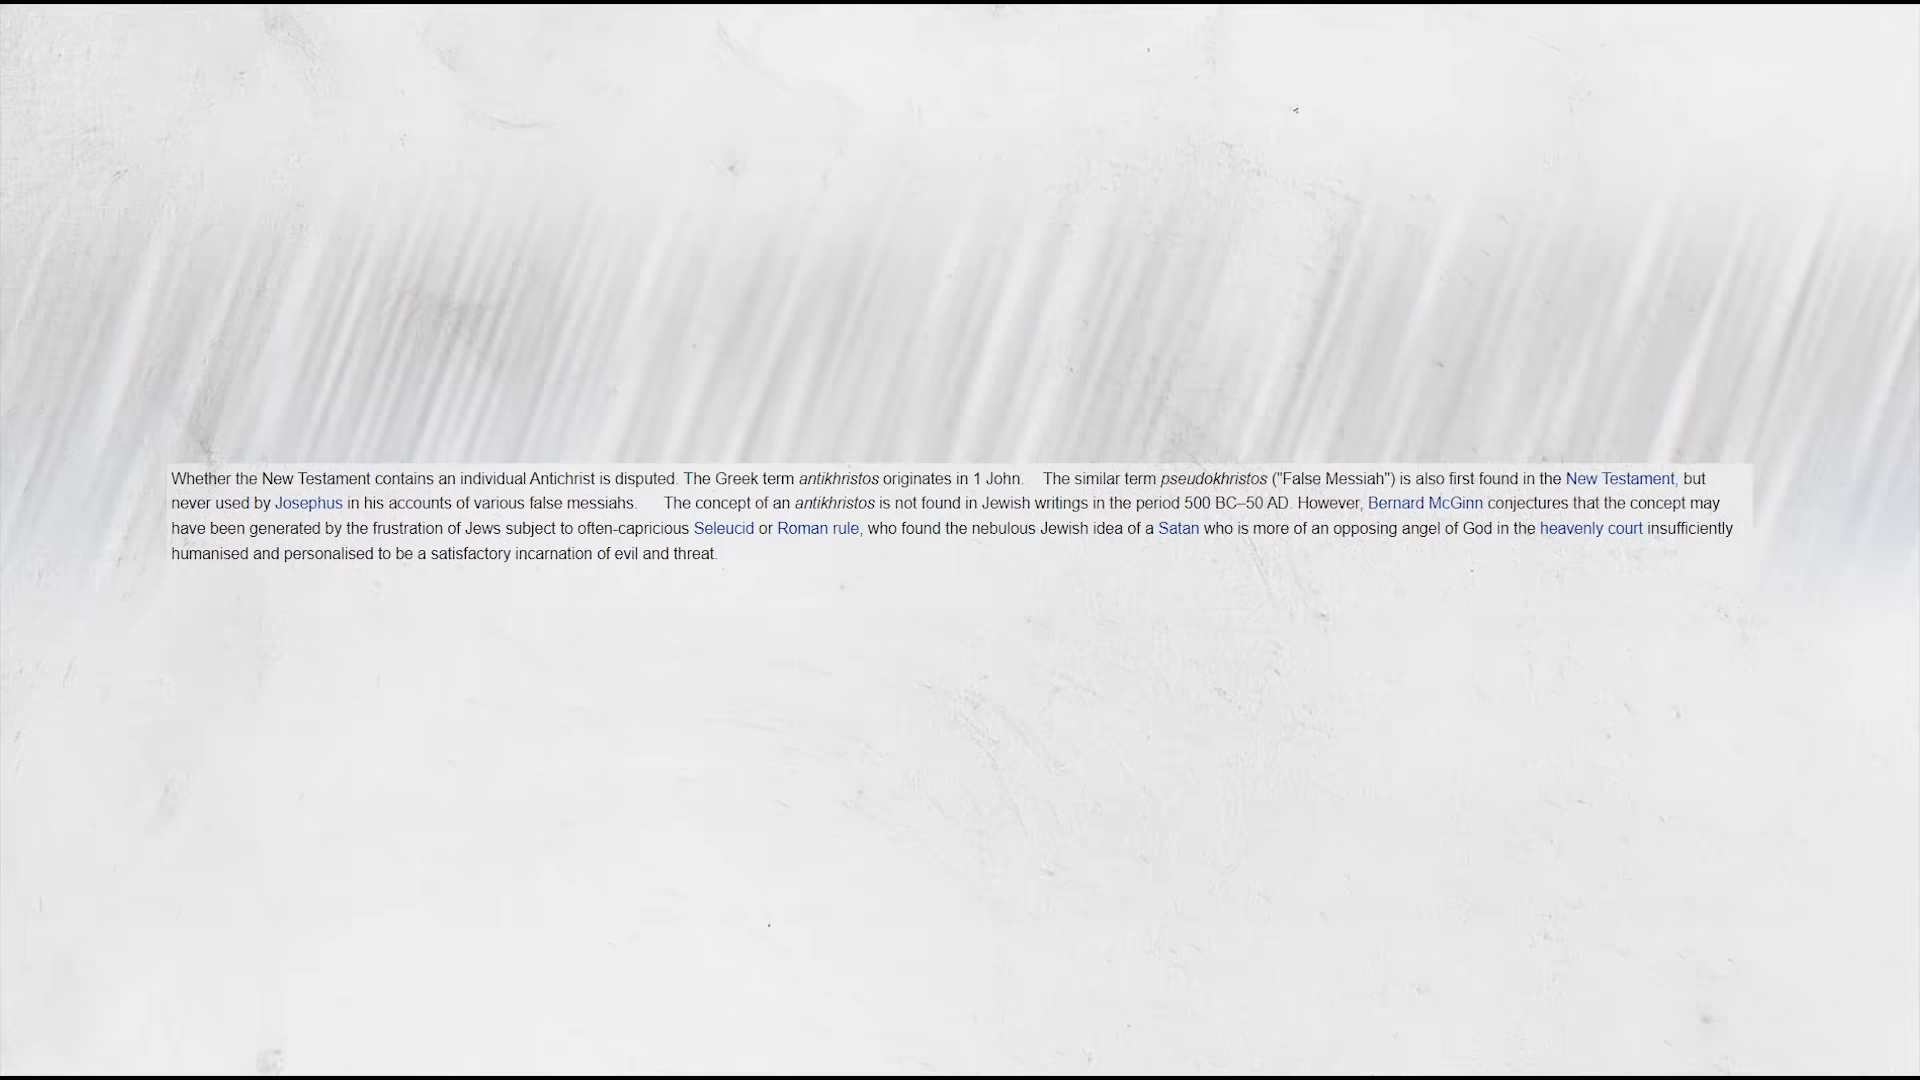 Whether the New Testament contains an individual Antichrist is disputed. The Greek term antikhristos originates in 1 John. The similar term pseudokhristos ("False Messiah") is also first found in the New Testament, but
never used by Josephus in his accounts of various false messiahs. The concept of an antikhristos is not found in Jewish writings in the period 500 BC–50 AD. However, Bernard McGinn conjectures that the concept may
have been generated by the frustration of Jews subject to often-capricious Seleucid or Roman rule, who found the nebulous Jewish idea of a Satan who is more of an opposing angel of God in the heavenly court insufficiently
humanised and personalised to be a satisfactory incarnation of evil and threat.